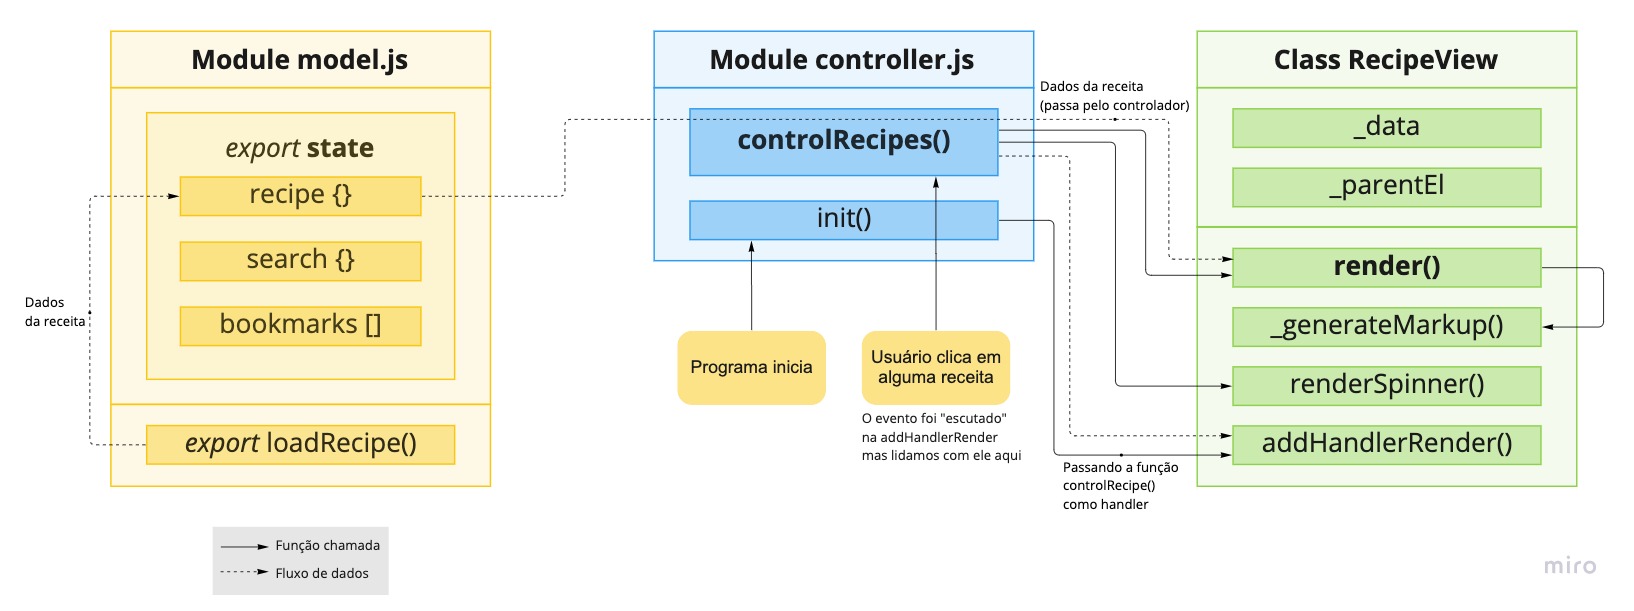 Module model.js
export state
recipe {}
search {}
bookmarks []
export loadRecipe()
Dados
da receita
Module controller.js
controlRecipes()
init()
Programa inicia
Usuário clica em
alguma receita
O evento foi "escutado"
na addHandlerRender
mas lidamos com ele aqui
Dados da receita
(passa pelo controlador)
Passando a função
controlRecipe()
como handler
Class RecipeView
_data
_parentEl
render()
_generateMarkup()
renderSpinner()
addHandlerRender()
Função chamada
Fluxo de dados
miro